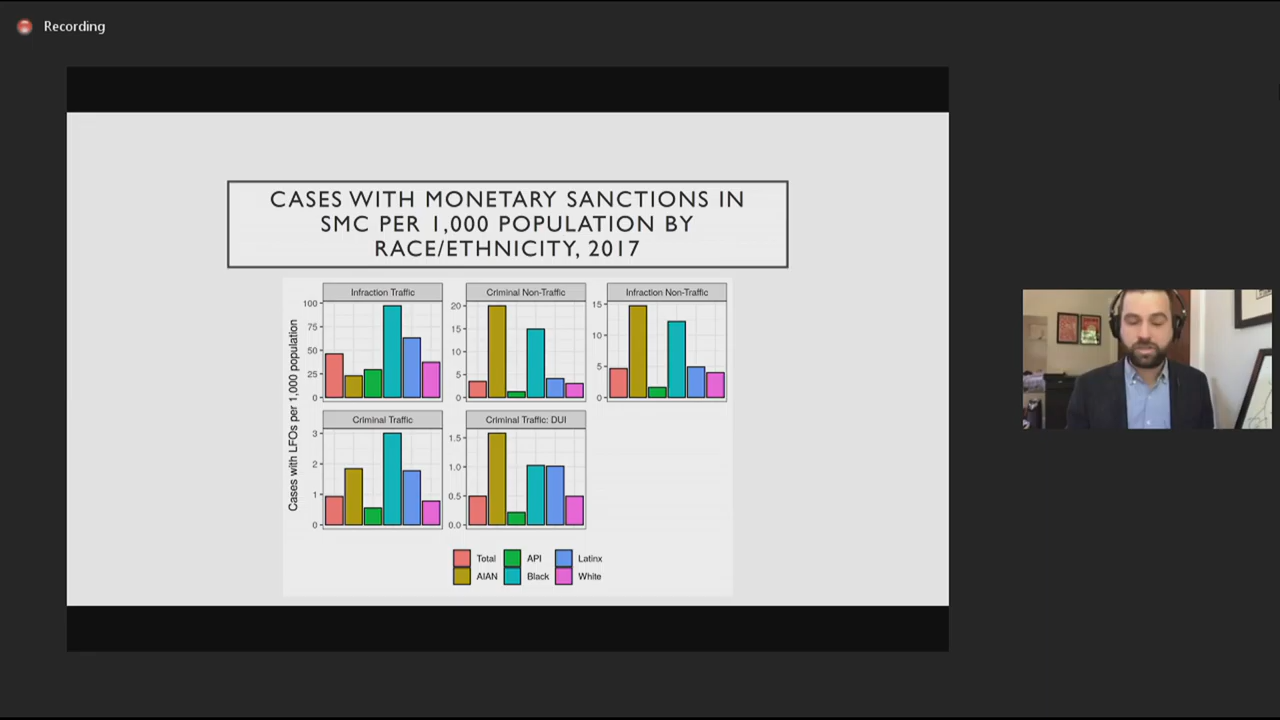 Recording
CASES WITH MONETARY SANCTIONS IN
SMC PER 1,000 POPULATION BY
RACE/ETHNICITY, 2017
Cases with LFOs per 1,000 population
Infraction Traffic
100
75
50
25
0
Criminal Non-Traffic
20
15
10
5
0
Infraction Non-Traffic
15
10
5
0
Criminal Traffic
3
2
1
0
Criminal Traffic: DUI
1.5
1.0
0.5
0.0
Total API Latinx
AIAN Black White